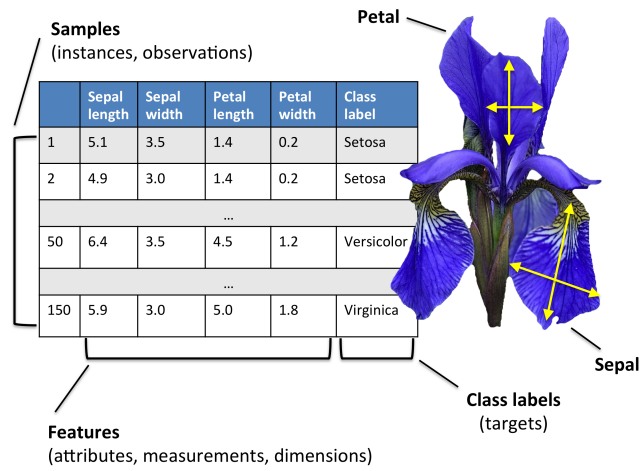 Samples
(instances, observations)
Petal
Sepal length Sepal width Petal length Petal width Class label
1 5.1 3.5 1.4 0.2 Setosa
2 4.9 3.0 1.4 0.2 Setosa
...
50 6.4 3.5 4.5 1.2 Versicolor
...
150 5.9 3.0 5.0 1.8 Virginica
Sepal
Class labels
(targets)
Features
(attributes, measurements, dimensions)